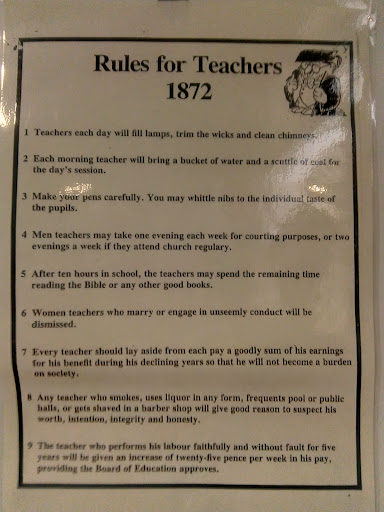 Rules for Teachers
1872
1 Teachers each day will fill lamps, trim the wicks and clean chimneys.
2 Each morning teacher will bring a bucket of water and a scuttle of coal for
the day's session.
3 Make your pens carefully. You may whittle nibs to the individual taste of
the pupils.
4 Men teachers may take one evening each week for courting purposes, or two
evenings a week if they attend church regulary.
5 After ten hours in school, the teachers may spend the remaining time
reading the Bible or any other good books.
6 Women teachers who marry or engage in unseemly conduct will be
dismissed.
7 Every teacher should lay aside from each pay a goodly sum of his earnings
for his benefit during his declining years so that he will not become a burden
on society.
8 Any teacher who smokes, uses liquor in any form, frequents pool or public
halls, or gets shaved in a barber shop will give good reason to suspect his
worth, intention, integrity and honesty.
9 The teacher who performs his labour faithfully and without fault for five
years will be given an increase of twenty-five pence per week in his pay,
providing the Board of Education approves.